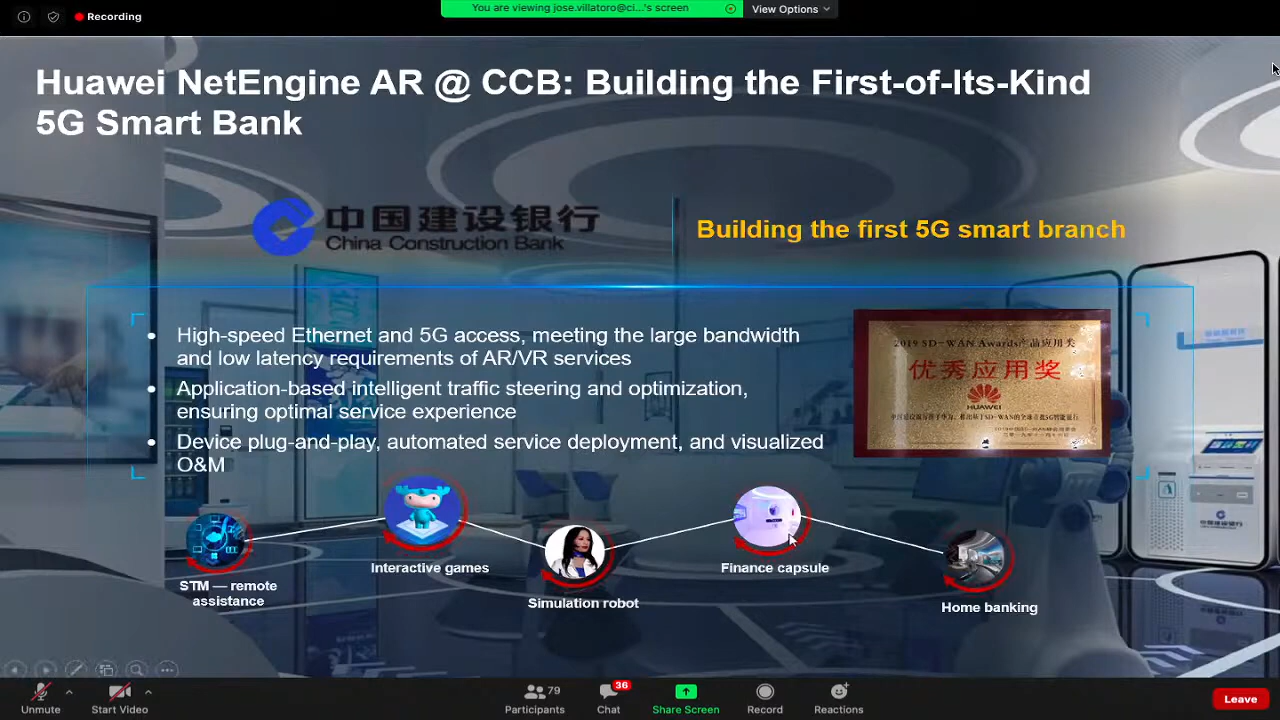 Recording
You are viewing jose.villatoro@ci...'s screen
View Options
Huawei NetEngine AR @ CCB: Building the First-of-Its-Kind
5G Smart Bank
中国建设银行
China Construction Bank
Building the first 5G smart branch
• High-speed Ethernet and 5G access, meeting the large bandwidth
and low latency requirements of AR/VR services
• Application-based intelligent traffic steering and optimization,
ensuring optimal service experience
• Device plug-and-play, automated service deployment, and visualized
O&M
2019 SD-WAN Awards
优秀应用奖
HUAWEI
STM — remote
assistance
Interactive games
Simulation robot
Finance capsule
Home banking
Unmute
Start Video
79
Participants
36
Chat
Share Screen
Record
Reactions
Leave